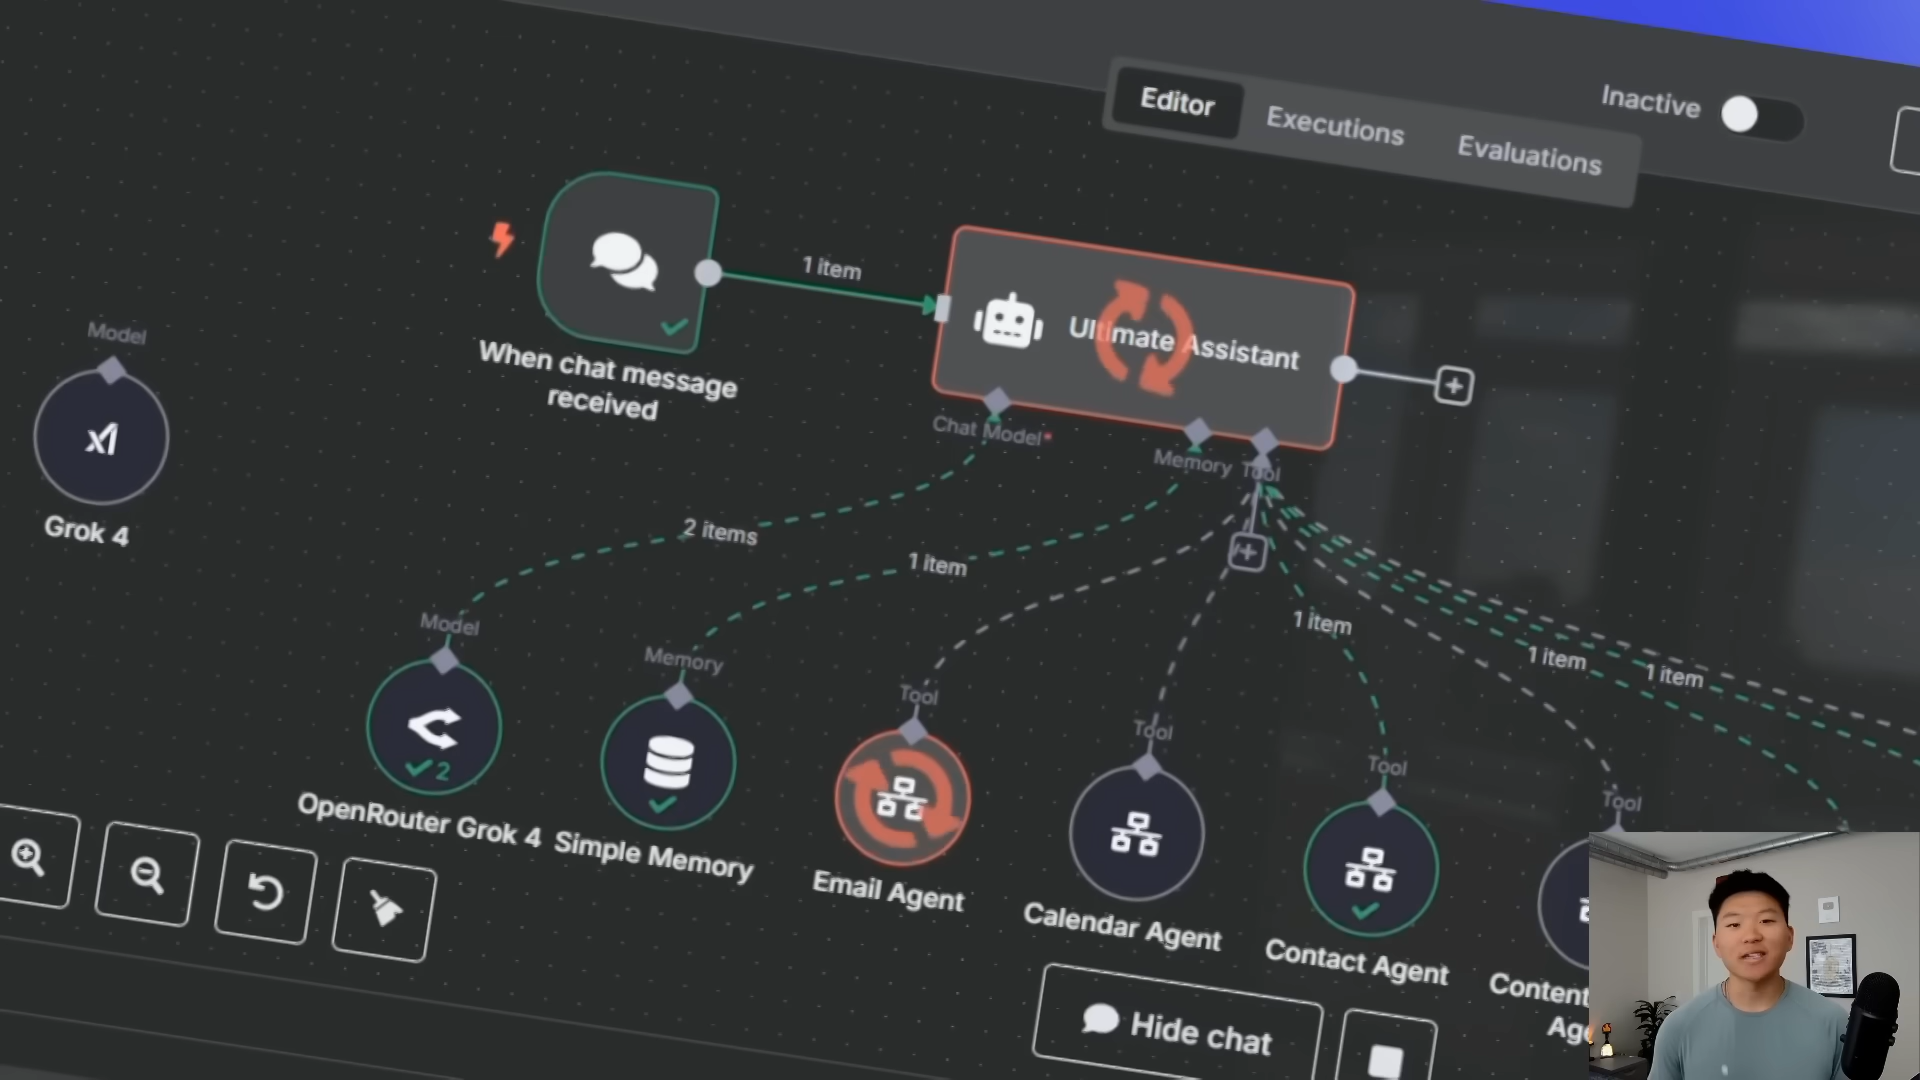 Inactive
Editor
Executions
Evaluations
1 item
Ultimate Assistant
When chat message
received
Model
Grok 4
Chat Model*
Memory
Tool
2 items
1 item
1 item
1 item
1 item
Model
Memory
Tool
Tool
Tool
Tool
2
OpenRouter Grok 4
Simple Memory
Email Agent
Calendar Agent
Contact Agent
Content
Hide chat